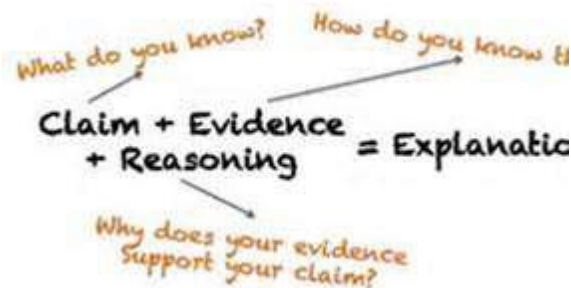 What do you know?
How do you know th
Claim + Evidence
+ Reasoning
= Explanatio
Why does your evidence
support your claim?